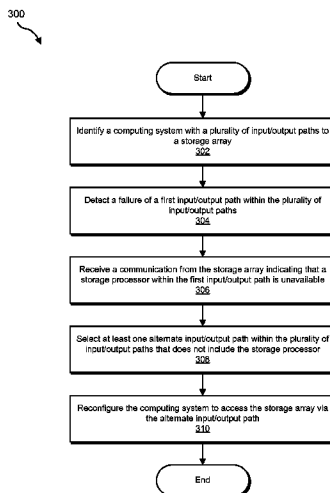 300
Start
Identify a computing system with a plurality of input/output paths to
a storage array
302
Detect a failure of a first input/output path within the plurality of
input/output paths
304
Receive a communication from the storage array indicating that a
storage processor within the first input/output path is unavailable
306
Select at least one alternate input/output path within the plurality of
input/output paths that does not include the storage processor
308
Reconfigure the computing system to access the storage array via
the alternate input/output path
310
End